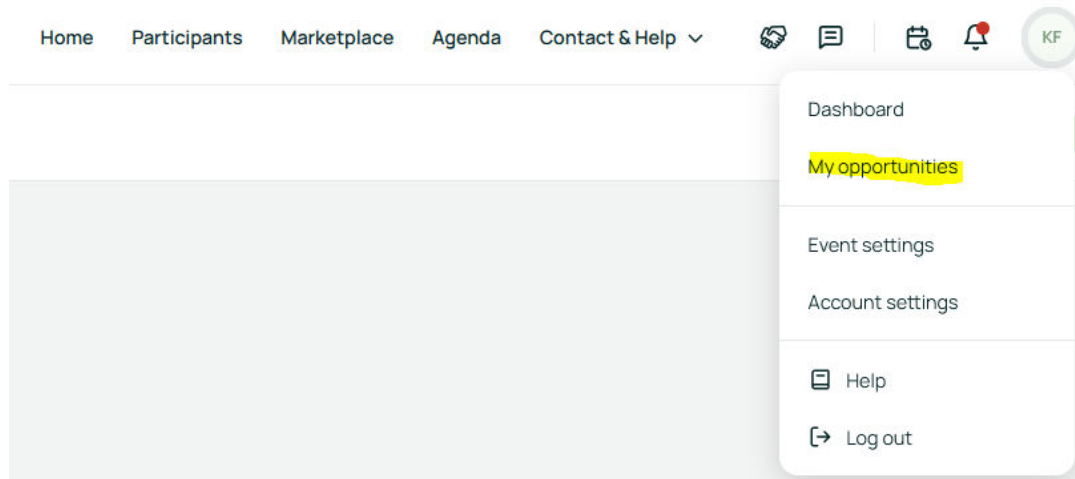 Home Participants Marketplace Agenda Contact & Help KF
Dashboard
My opportunities
Event settings
Account settings
Help
Log out